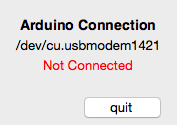 Arduino Connection
/dev/cu.usbmodem1421
Not Connected
quit